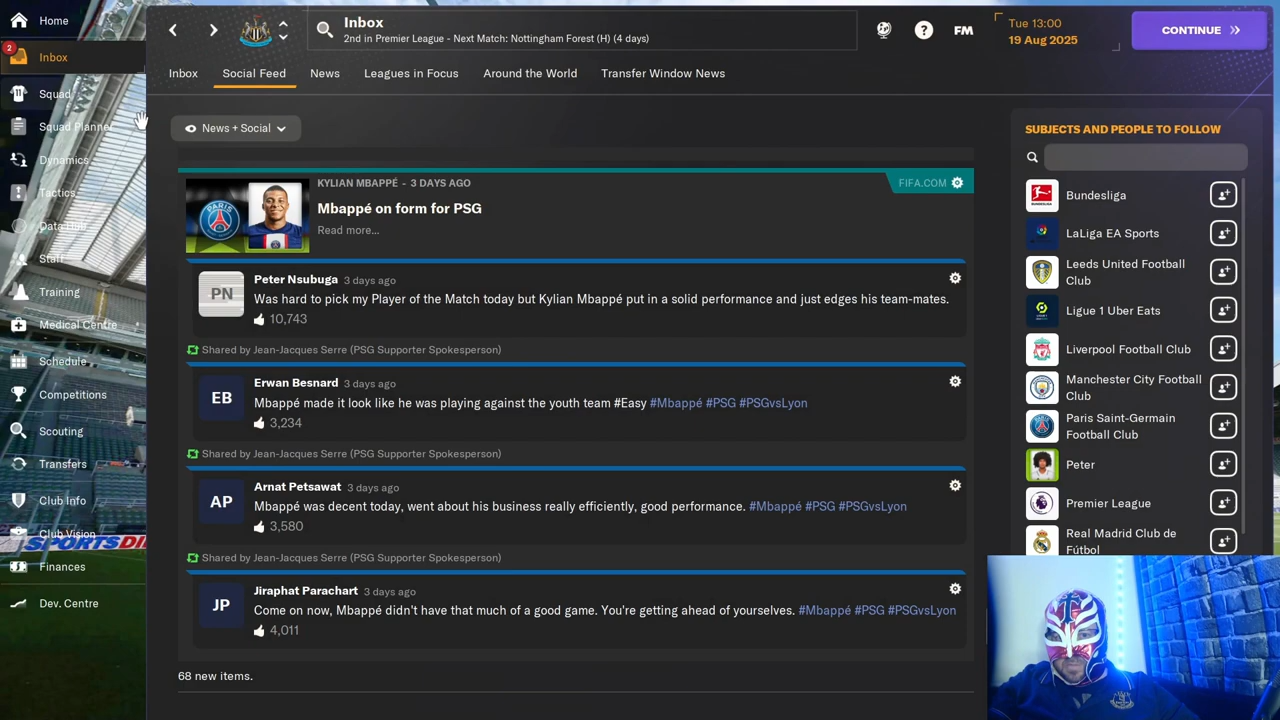 Home
2
Inbox
Squad
Squad Planner
Dynamics
Tactics
Data Hub
Staff
Training
Medical Centre
Schedule
Competitions
Scouting
Transfers
Club Info
Club Vision
Finances
Dev. Centre
SPORTS DI
Inbox
2nd in Premier League - Next Match: Nottingham Forest (H) (4 days)
?
FM
Tue 13:00
19 Aug 2025
CONTINUE
Inbox
Social Feed
News
Leagues in Focus
Around the World
Transfer Window News
News + Social
KYLIAN MBAPPÉ - 3 DAYS AGO
FIFA.COM
Mbappé on form for PSG
Read more...
PARIS
PN
Peter Nsubuga 3 days ago
Was hard to pick my Player of the Match today but Kylian Mbappé put in a solid performance and just edges his team-mates.
10,743
Shared by Jean-Jacques Serre (PSG Supporter Spokesperson)
EB
Erwan Besnard 3 days ago
Mbappé made it look like he was playing against the youth team #Easy #Mbappé #PSG #PSGvsLyon
3,234
Shared by Jean-Jacques Serre (PSG Supporter Spokesperson)
AP
Arnat Petsawat 3 days ago
Mbappé was decent today, went about his business really efficiently, good performance. #Mbappé #PSG #PSGvsLyon
3,580
Shared by Jean-Jacques Serre (PSG Supporter Spokesperson)
JP
Jiraphat Parachart 3 days ago
Come on now, Mbappé didn't have that much of a good game. You're getting ahead of yourselves. #Mbappé #PSG #PSGvsLyon
4,011
68 new items.
SUBJECTS AND PEOPLE TO FOLLOW
Bundesliga
LaLiga EA Sports
Leeds United Football
Club
Ligue 1 Uber Eats
Liverpool Football Club
Manchester City Football
Club
Paris Saint-Germain
Football Club
Peter
Premier League
Real Madrid Club de
Fútbol